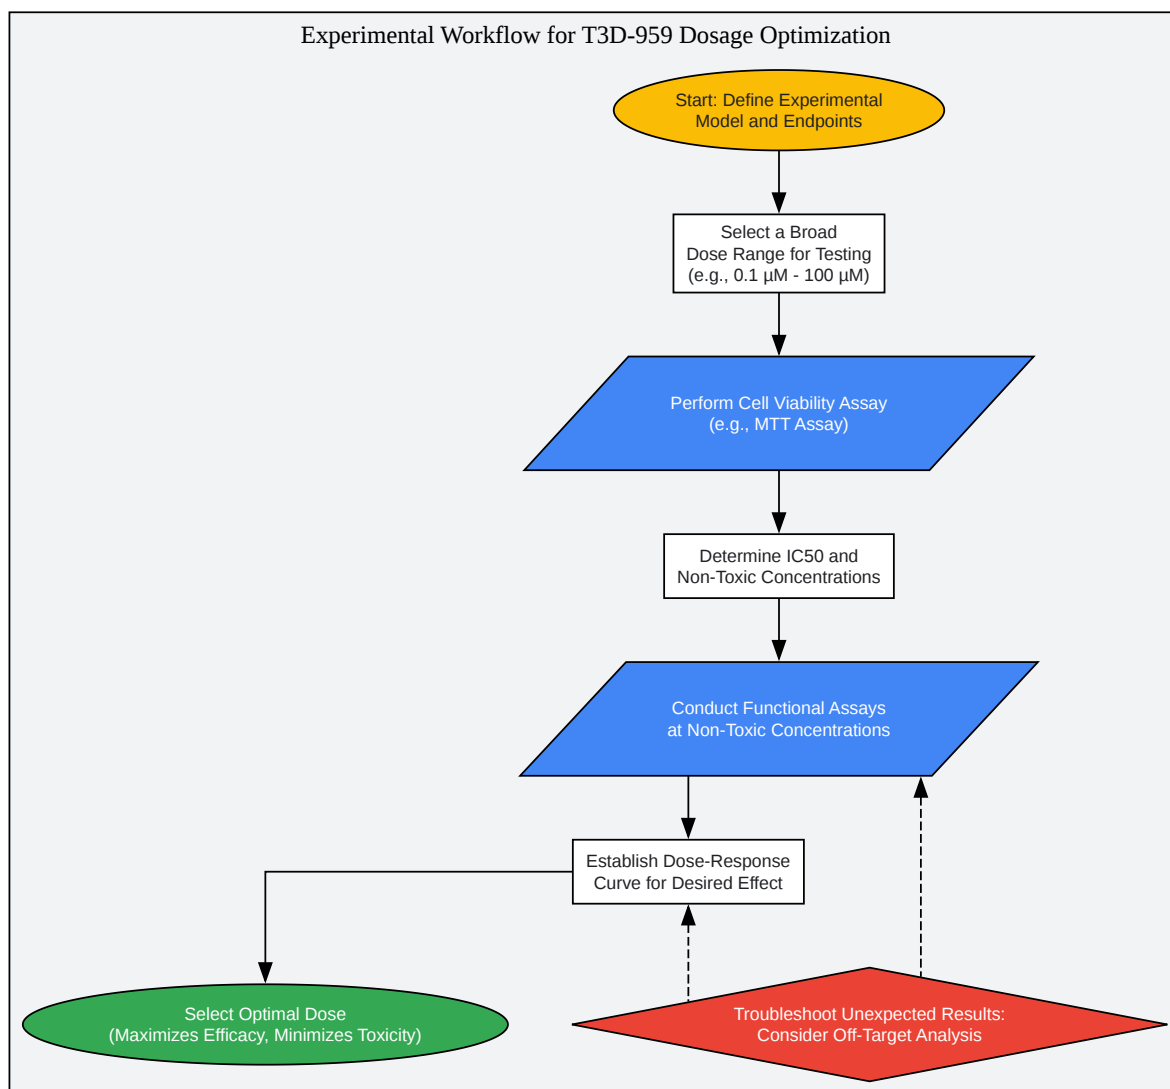 Experimental Workflow for T3D-959 Dosage Optimization
Start: Define Experimental
Model and Endpoints
Select a Broad
Dose Range for Testing
(e.g., 0.1 µM - 100 µM)
Perform Cell Viability Assay
(e.g., MTT Assay)
Determine IC50 and
Non-Toxic Concentrations
Conduct Functional Assays
at Non-Toxic Concentrations
Establish Dose-Response
Curve for Desired Effect
Select Optimal Dose
(Maximizes Efficacy, Minimizes Toxicity)
Troubleshoot Unexpected Results:
Consider Off-Target Analysis